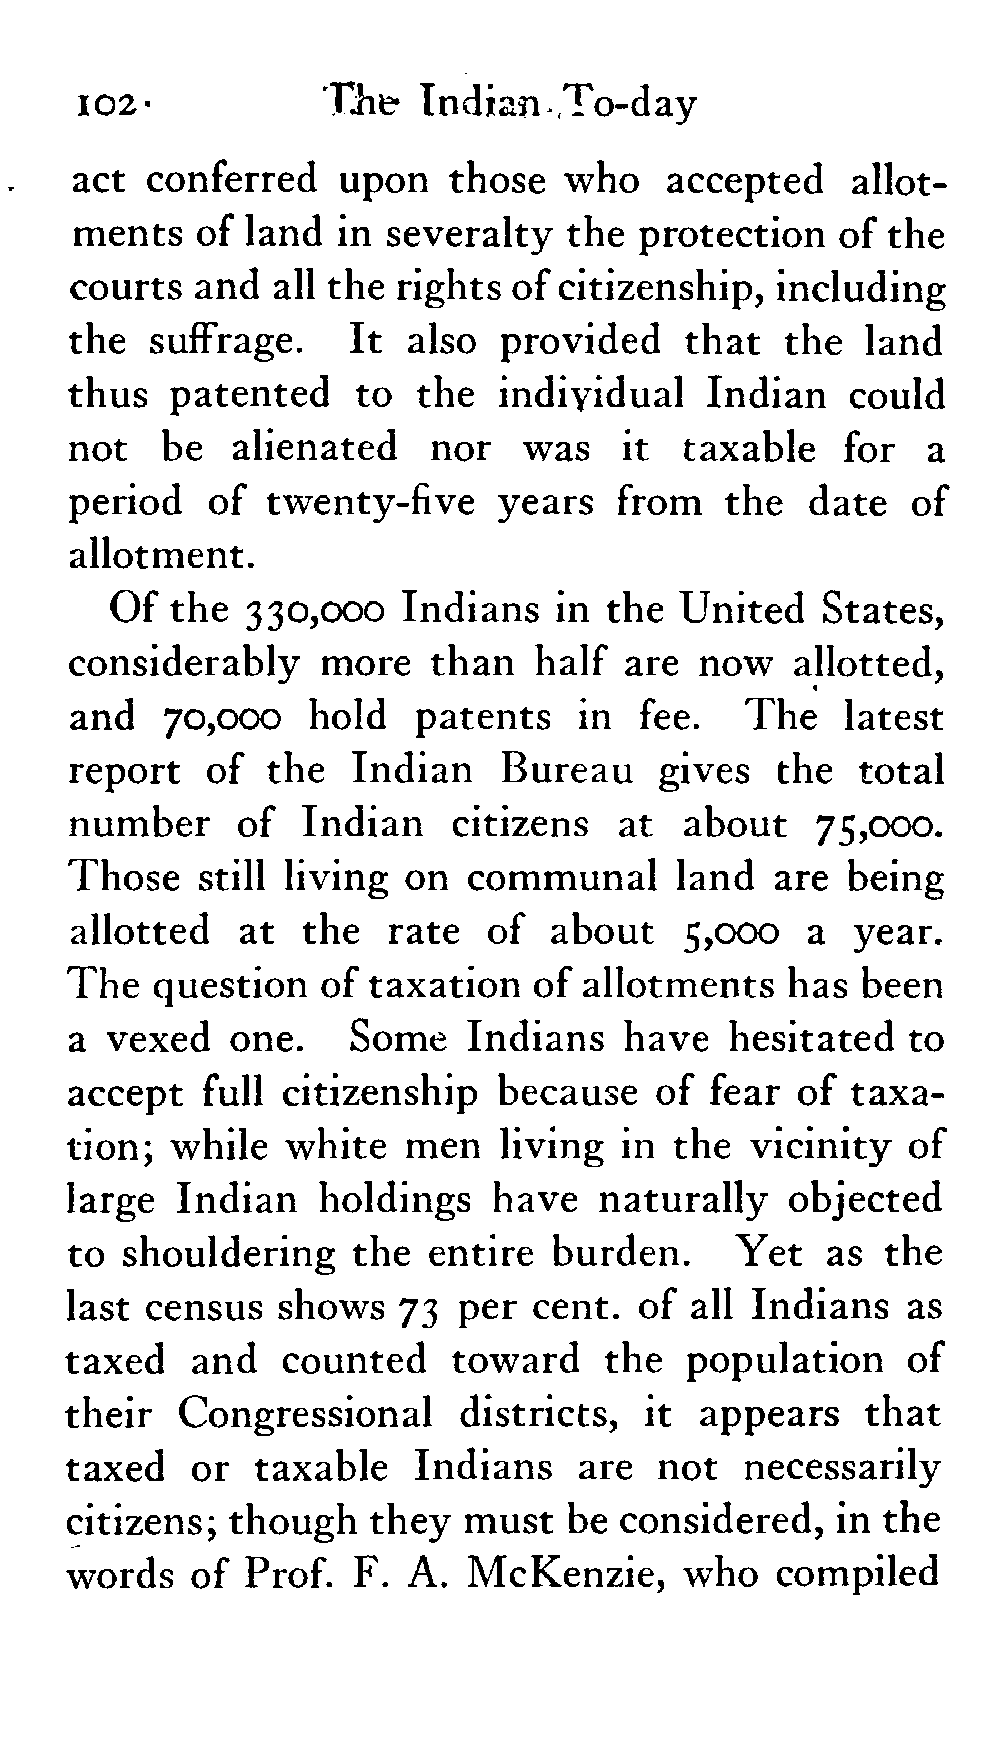 102 The Indian To-day
act conferred upon those who accepted allot-
ments of land in severalty the protection of the
courts and all the rights of citizenship, including
the suffrage. It also provided that the land
thus patented to the individual Indian could
not be alienated nor was it taxable for a
period of twenty-five years from the date of
allotment.
Of the 330,000 Indians in the United States,
considerably more than half are now allotted,
and 70,000 hold patents in fee. The latest
report of the Indian Bureau gives the total
number of Indian citizens at about 75,000.
Those still living on communal land are being
allotted at the rate of about 5,000 a year.
The question of taxation of allotments has been
a vexed one. Some Indians have hesitated to
accept full citizenship because of fear of taxa-
tion; while white men living in the vicinity of
large Indian holdings have naturally objected
to shouldering the entire burden. Yet as the
last census shows 73 per cent. of all Indians as
taxed and counted toward the population of
their Congressional districts, it appears that
taxed or taxable Indians are not necessarily
citizens; though they must be considered, in the
words of Prof. F. A. McKenzie, who compiled